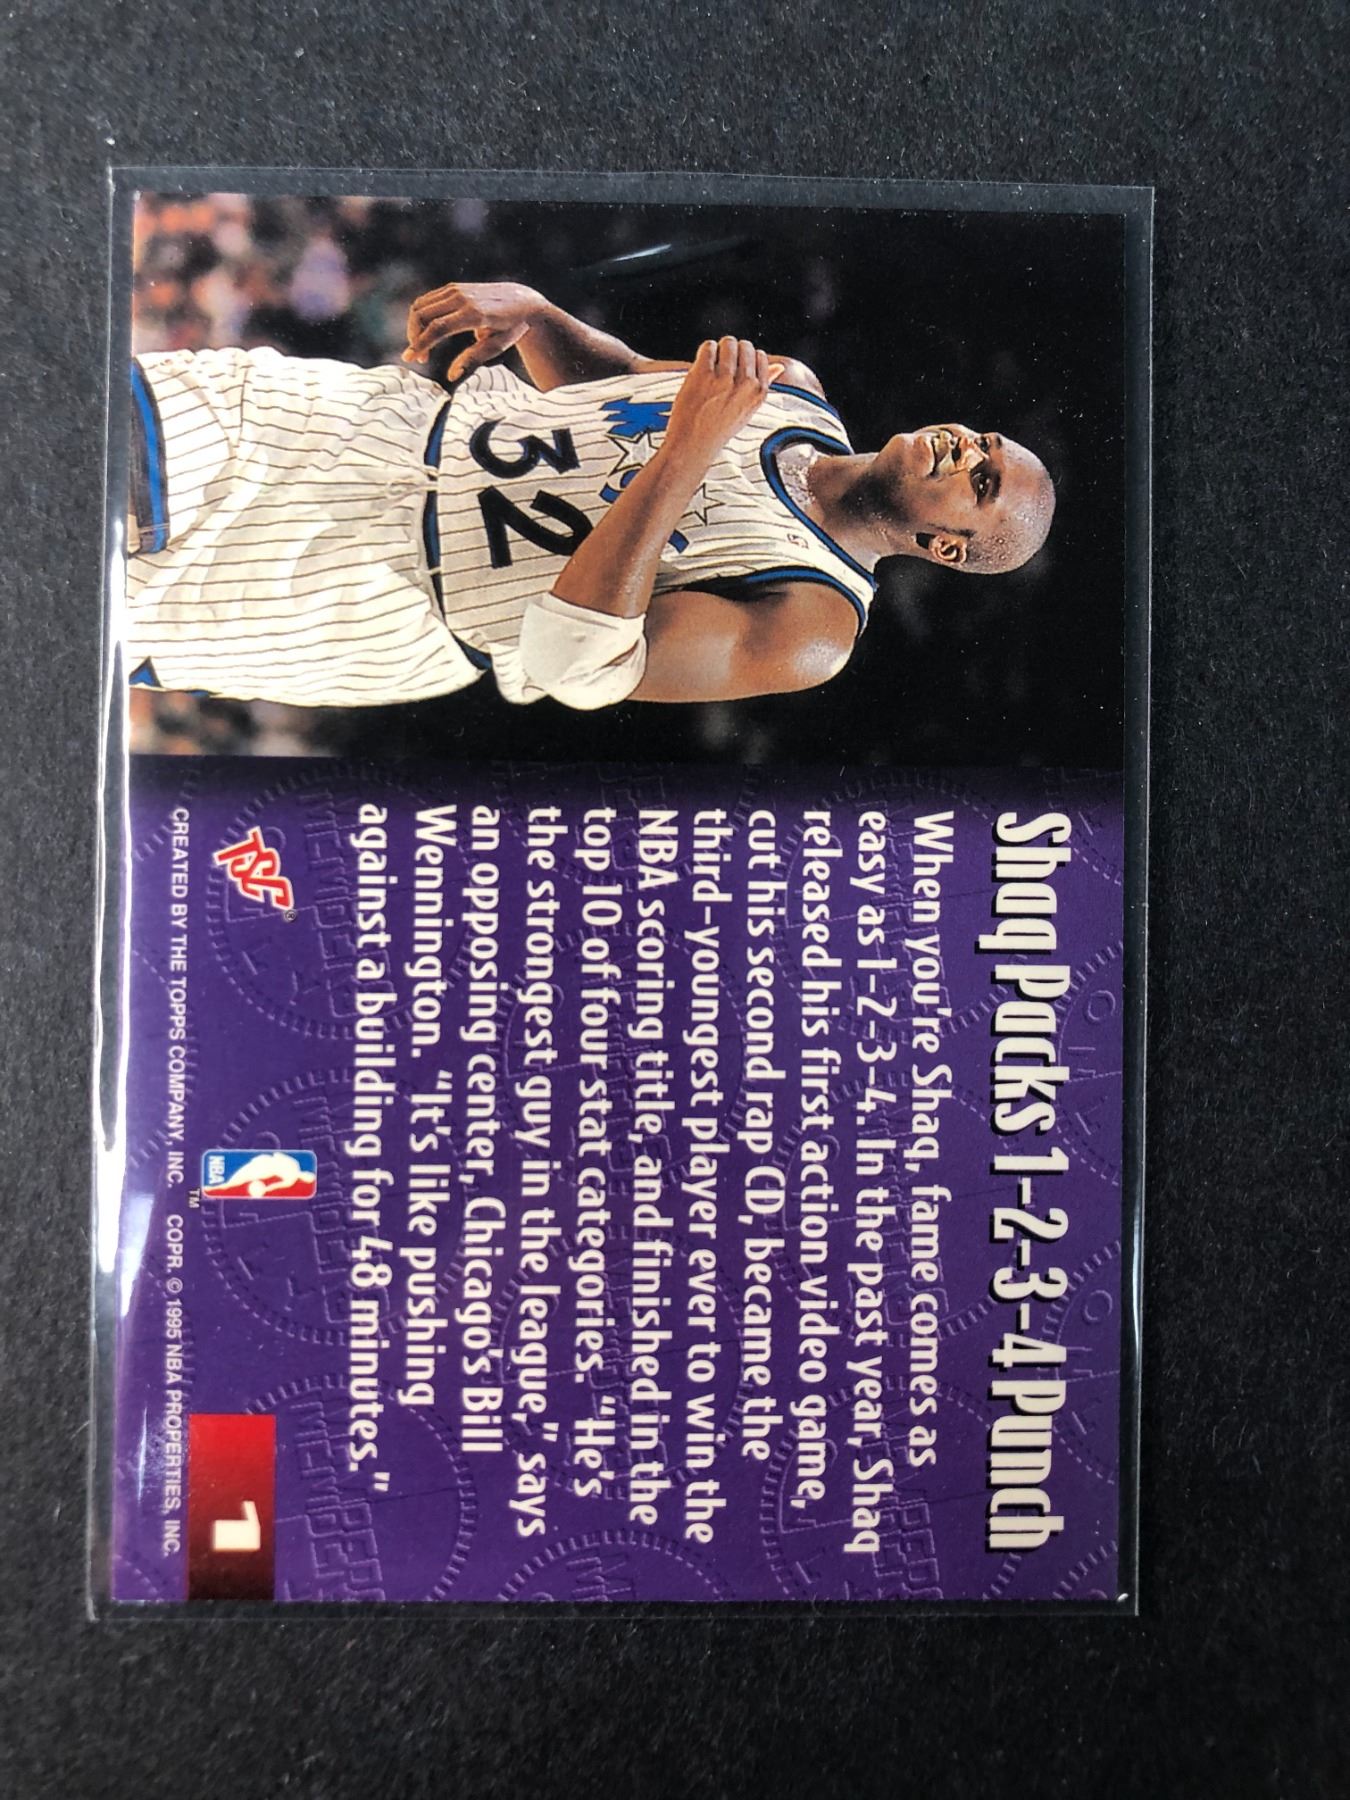 Shaq Packs 1-2-3-4 Punch
When you're Shaq, fame comes as
easy as 1-2-3-4. In the past year, Shaq
released his first action video game,
cut his second rap CD, became the
third-youngest player ever to win the
NBA scoring title, and finished in the
top 10 of four stat categories. "He's
the strongest guy in the league," says
an opposing center, Chicago's Bill
Wennington. "It's like pushing
against a building for 48 minutes."
TSC®
NBA
TM
1
CREATED BY THE TOPPS COMPANY, INC. COPR. © 1995 NBA PROPERTIES, INC.
32